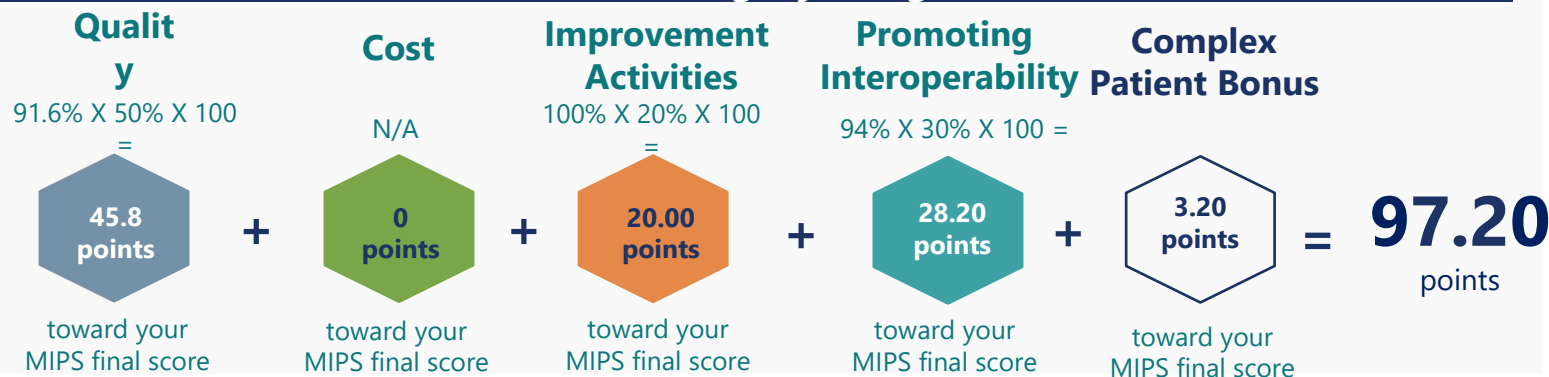 Qualit
y
91.6% X 50% X 100
=
45.8
points
toward your
MIPS final score
+
Cost
N/A
0
points
toward your
MIPS final score
+
Improvement
Activities
100% X 20% X 100
=
20.00
points
toward your
MIPS final score
+
Promoting
Interoperability
94% X 30% X 100 =
28.20
points
toward your
MIPS final score
+
Complex
Patient Bonus
3.20
points
toward your
MIPS final score
=
97.20
points